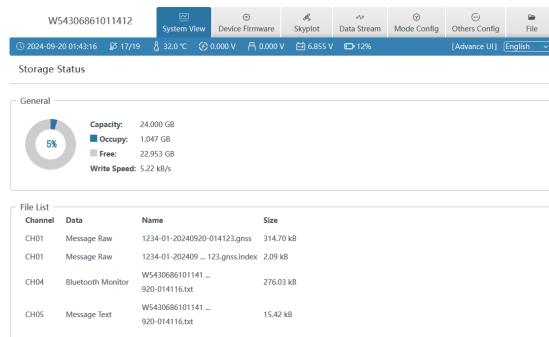 W54306861011412
System View
Device Firmware
Skyplot
Data Stream
Mode Config
Others Config
File
2024-09-20 01:43:16 17/19 32.0 °C 0.000 V 0.000 V 6.855 V 12% [Advance UI] English
Storage Status
General
5%
Capacity: 24.000 GB
Occupy: 1.047 GB
Free: 22.953 GB
Write Speed: 5.22 kB/s
File List
Channel Data Name Size
CH01 Message Raw 1234-01-20240920-014123.gnss 314.70 kB
CH01 Message Raw 1234-01-202409 ... 123.gnss.index 2.09 kB
CH04 Bluetooth Monitor W5430686101141 ...
920-014116.txt 276.03 kB
CH05 Message Text W5430686101141 ...
920-014116.txt 15.42 kB